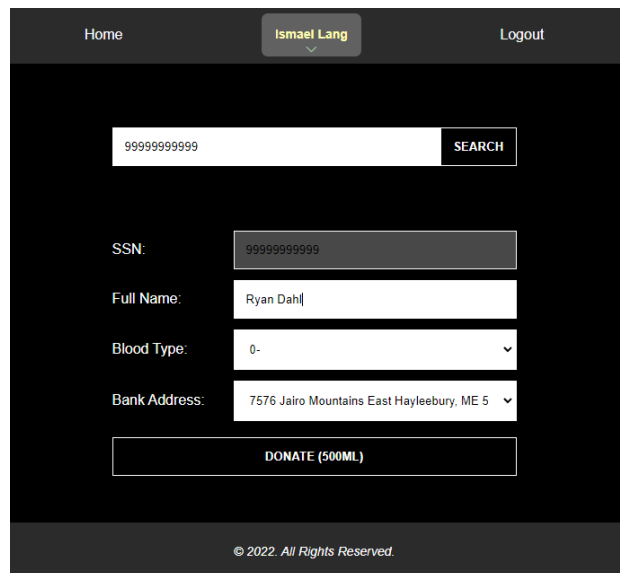 Home Ismael Lang Logout
99999999999 SEARCH
SSN: 99999999999
Full Name: Ryan Dahl
Blood Type: 0-
Bank Address: 7576 Jairo Mountains East Hayleebury, ME 5
DONATE (500ML)
© 2022. All Rights Reserved.